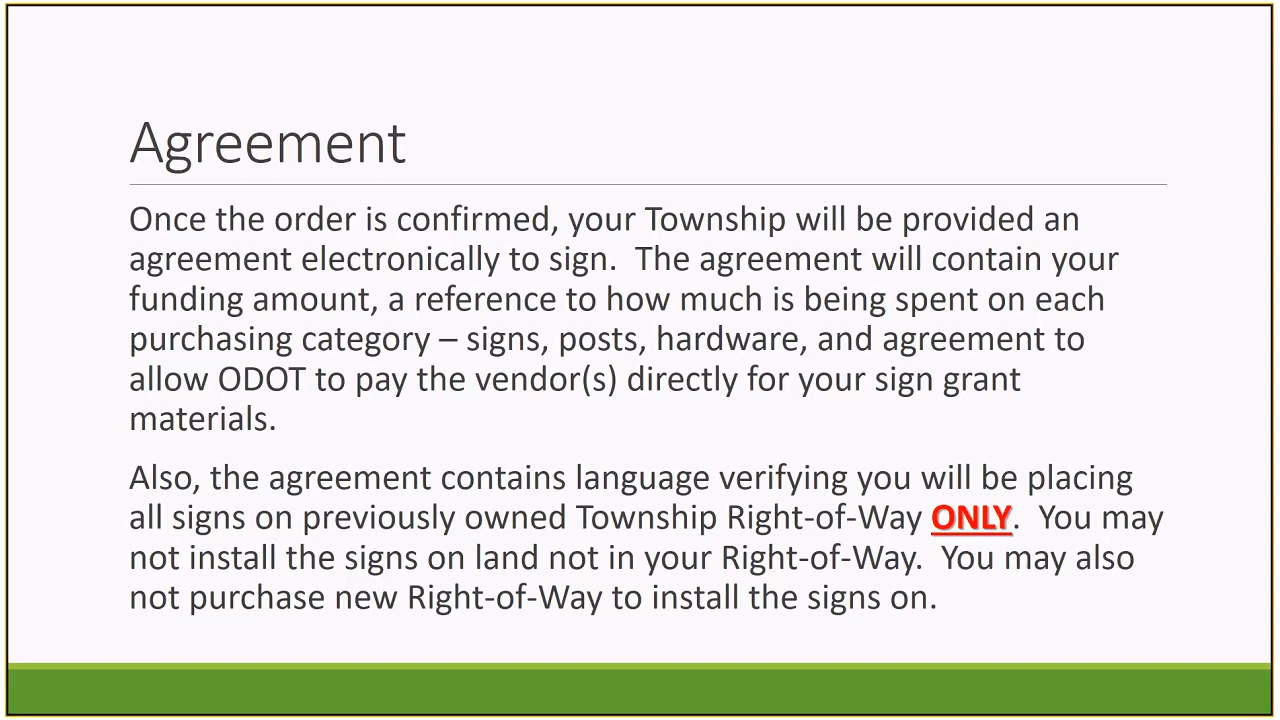 Agreement
Once the order is confirmed, your Township will be provided an
agreement electronically to sign.  The agreement will contain your
funding amount, a reference to how much is being spent on each
purchasing category – signs, posts, hardware, and agreement to
allow ODOT to pay the vendor(s) directly for your sign grant
materials.
Also, the agreement contains language verifying you will be placing
all signs on previously owned Township Right-of-Way ONLY.  You may
not install the signs on land not in your Right-of-Way.  You may also
not purchase new Right-of-Way to install the signs on.